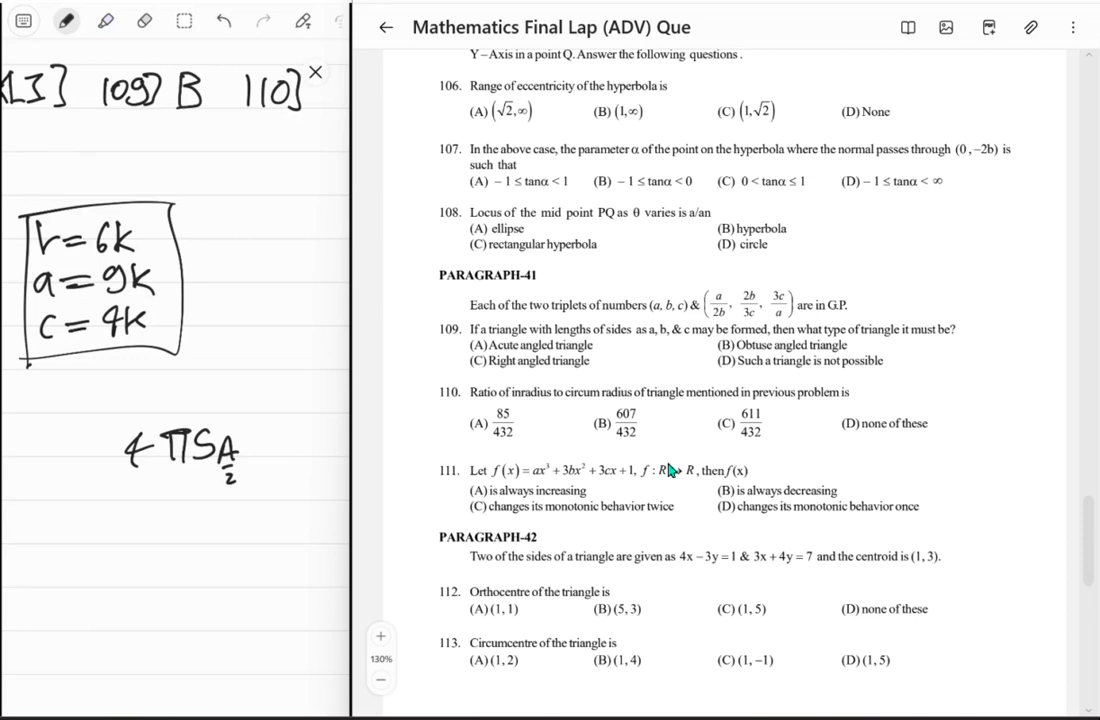 Mathematics Final Lap (ADV) Que
109] B 110]
b = 6k
a = 9k
c = 4k
4 π S A/2
Y–Axis in a point Q. Answer the following questions.
106. Range of eccentricity of the hyperbola is
(A) (√2, ∞) (B) (1, ∞) (C) (1, √2) (D) None
107. In the above case, the parameter α of the point on the hyperbola where the normal passes through (0, –2b) is
such that
(A) – 1 ≤ tanα < 1 (B) – 1 ≤ tanα < 0 (C) 0 < tanα ≤ 1 (D) – 1 ≤ tanα < ∞
108. Locus of the mid point PQ as θ varies is a/an
(A) ellipse (B) hyperbola
(C) rectangular hyperbola (D) circle
PARAGRAPH-41
Each of the two triplets of numbers (a, b, c) & (a/2b, 2b/3c, 3c/a) are in G.P.
109. If a triangle with lengths of sides as a, b, & c may be formed, then what type of triangle it must be?
(A) Acute angled triangle (B) Obtuse angled triangle
(C) Right angled triangle (D) Such a triangle is not possible
110. Ratio of inradius to circum radius of triangle mentioned in previous problem is
(A) 85/432 (B) 607/432 (C) 611/432 (D) none of these
111. Let f(x) = ax³ + 3bx² + 3cx + 1, f : R → R, then f(x)
(A) is always increasing (B) is always decreasing
(C) changes its monotonic behavior twice (D) changes its monotonic behavior once
PARAGRAPH-42
Two of the sides of a triangle are given as 4x – 3y = 1 & 3x + 4y = 7 and the centroid is (1, 3).
112. Orthocentre of the triangle is
(A) (1, 1) (B) (5, 3) (C) (1, 5) (D) none of these
113. Circumcentre of the triangle is
(A) (1, 2) (B) (1, 4) (C) (1, –1) (D) (1, 5)
130%